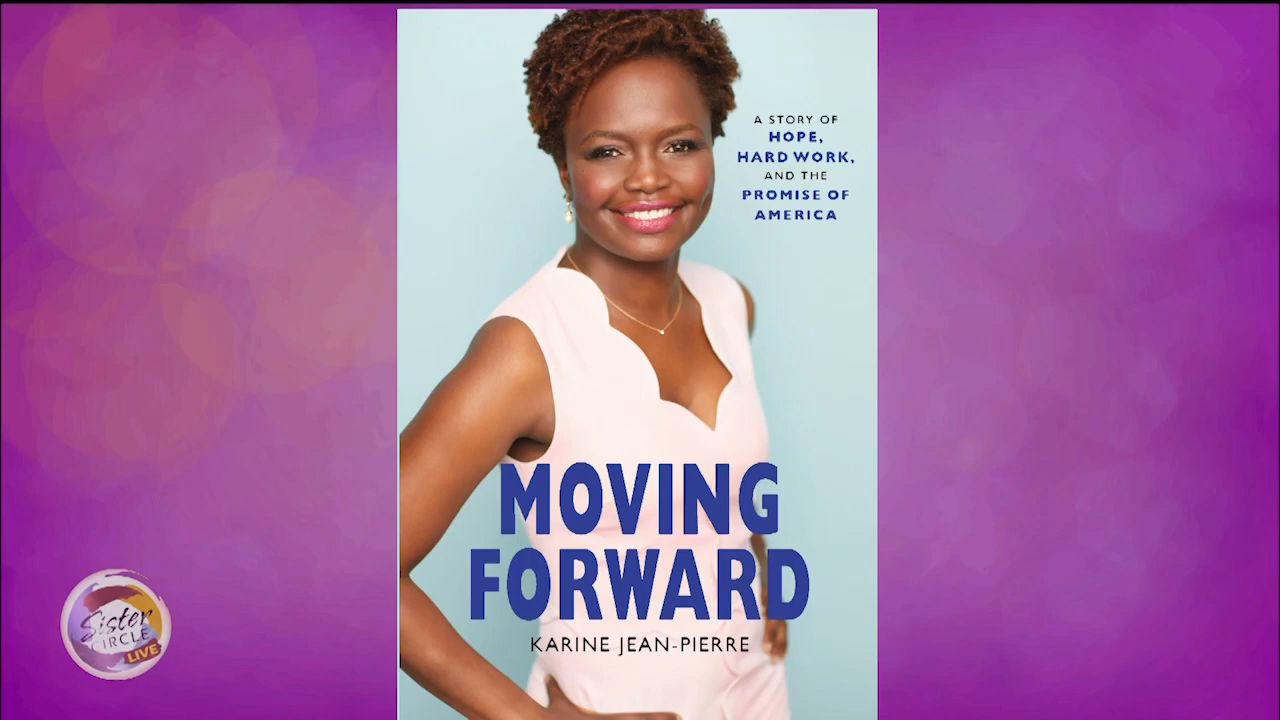 A STORY OF
HOPE,
HARD WORK,
AND THE
PROMISE OF
AMERICA
MOVING
FORWARD
KARINE JEAN-PIERRE
Sister
CIRCLE
LIVE